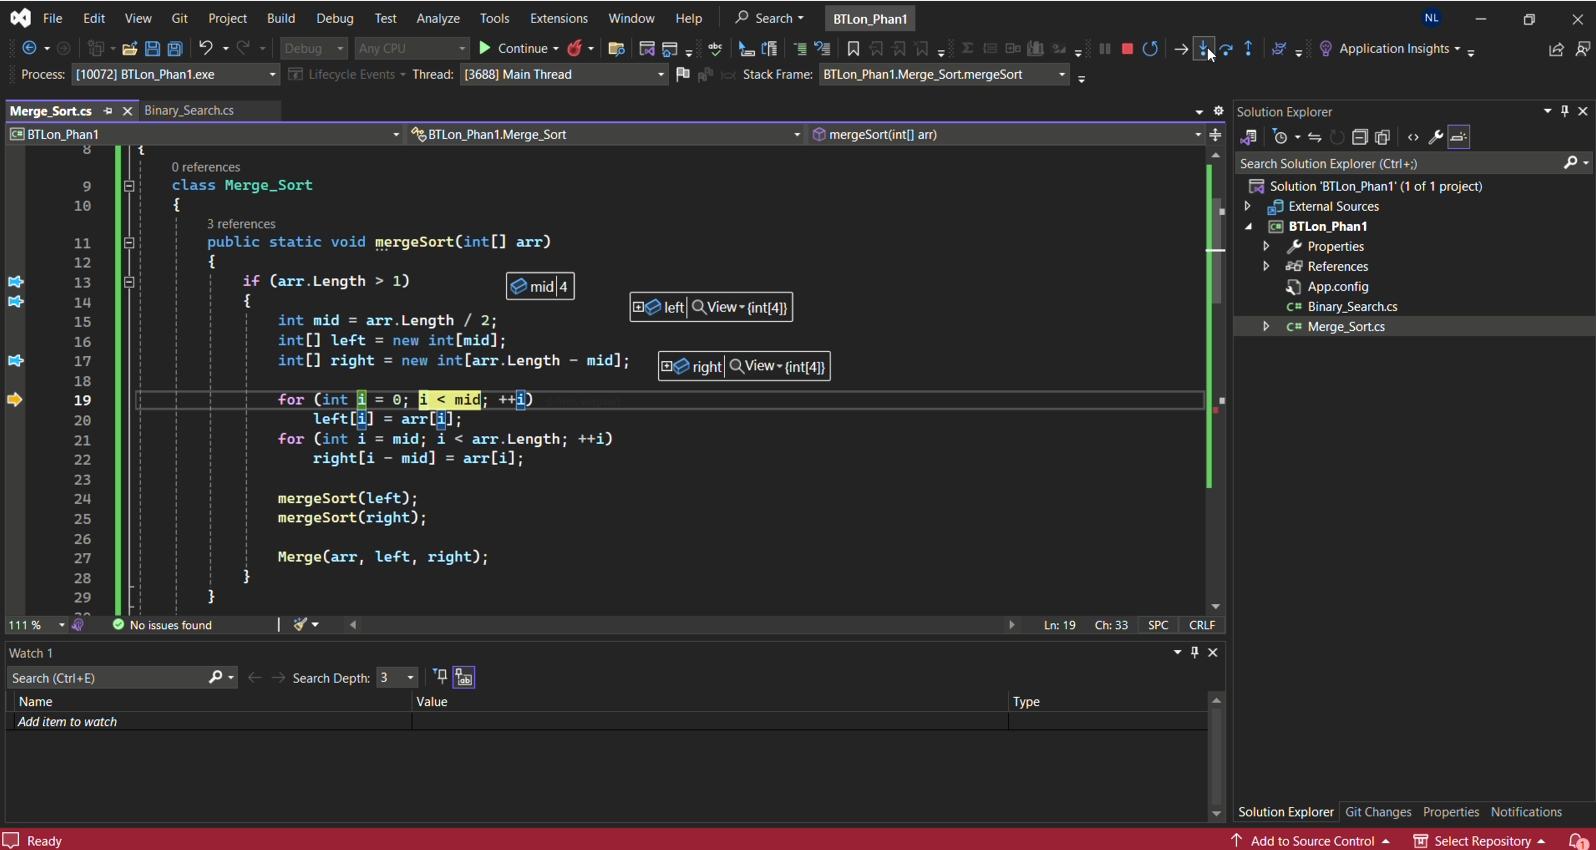 File Edit View Git Project Build Debug Test Analyze Tools Extensions Window Help Search BTLon_Phan1 NL
Debug Any CPU Continue abc Application Insights
Process: [10072] BTLon_Phan1.exe Lifecycle Events Thread: [3688] Main Thread Stack Frame: BTLon_Phan1.Merge_Sort.mergeSort
Merge_Sort.cs Binary_Search.cs
BTLon_Phan1 BTLon_Phan1.Merge_Sort mergeSort(int[] arr)
8 {
0 references
9 class Merge_Sort
10 {
3 references
11 public static void mergeSort(int[] arr)
12 {
13 if (arr.Length > 1) mid 4
14 { left View {int[4]}
15 int mid = arr.Length / 2;
16 int[] left = new int[mid];
17 int[] right = new int[arr.Length - mid]; right View {int[4]}
18
19 for (int i = 0; i < mid; ++i)
20 left[i] = arr[i];
21 for (int i = mid; i < arr.Length; ++i)
22 right[i - mid] = arr[i];
23
24 mergeSort(left);
25 mergeSort(right);
26
27 Merge(arr, left, right);
28 }
29 }
111 % No issues found Ln: 19 Ch: 33 SPC CRLF
Watch 1
Search (Ctrl+E) Search Depth: 3 ab
Name Value Type
Add item to watch
Solution Explorer
Search Solution Explorer (Ctrl+;)
Solution 'BTLon_Phan1' (1 of 1 project)
External Sources
C# BTLon_Phan1
Properties
References
App.config
C# Binary_Search.cs
C# Merge_Sort.cs
Solution Explorer Git Changes Properties Notifications
Ready Add to Source Control Select Repository 1